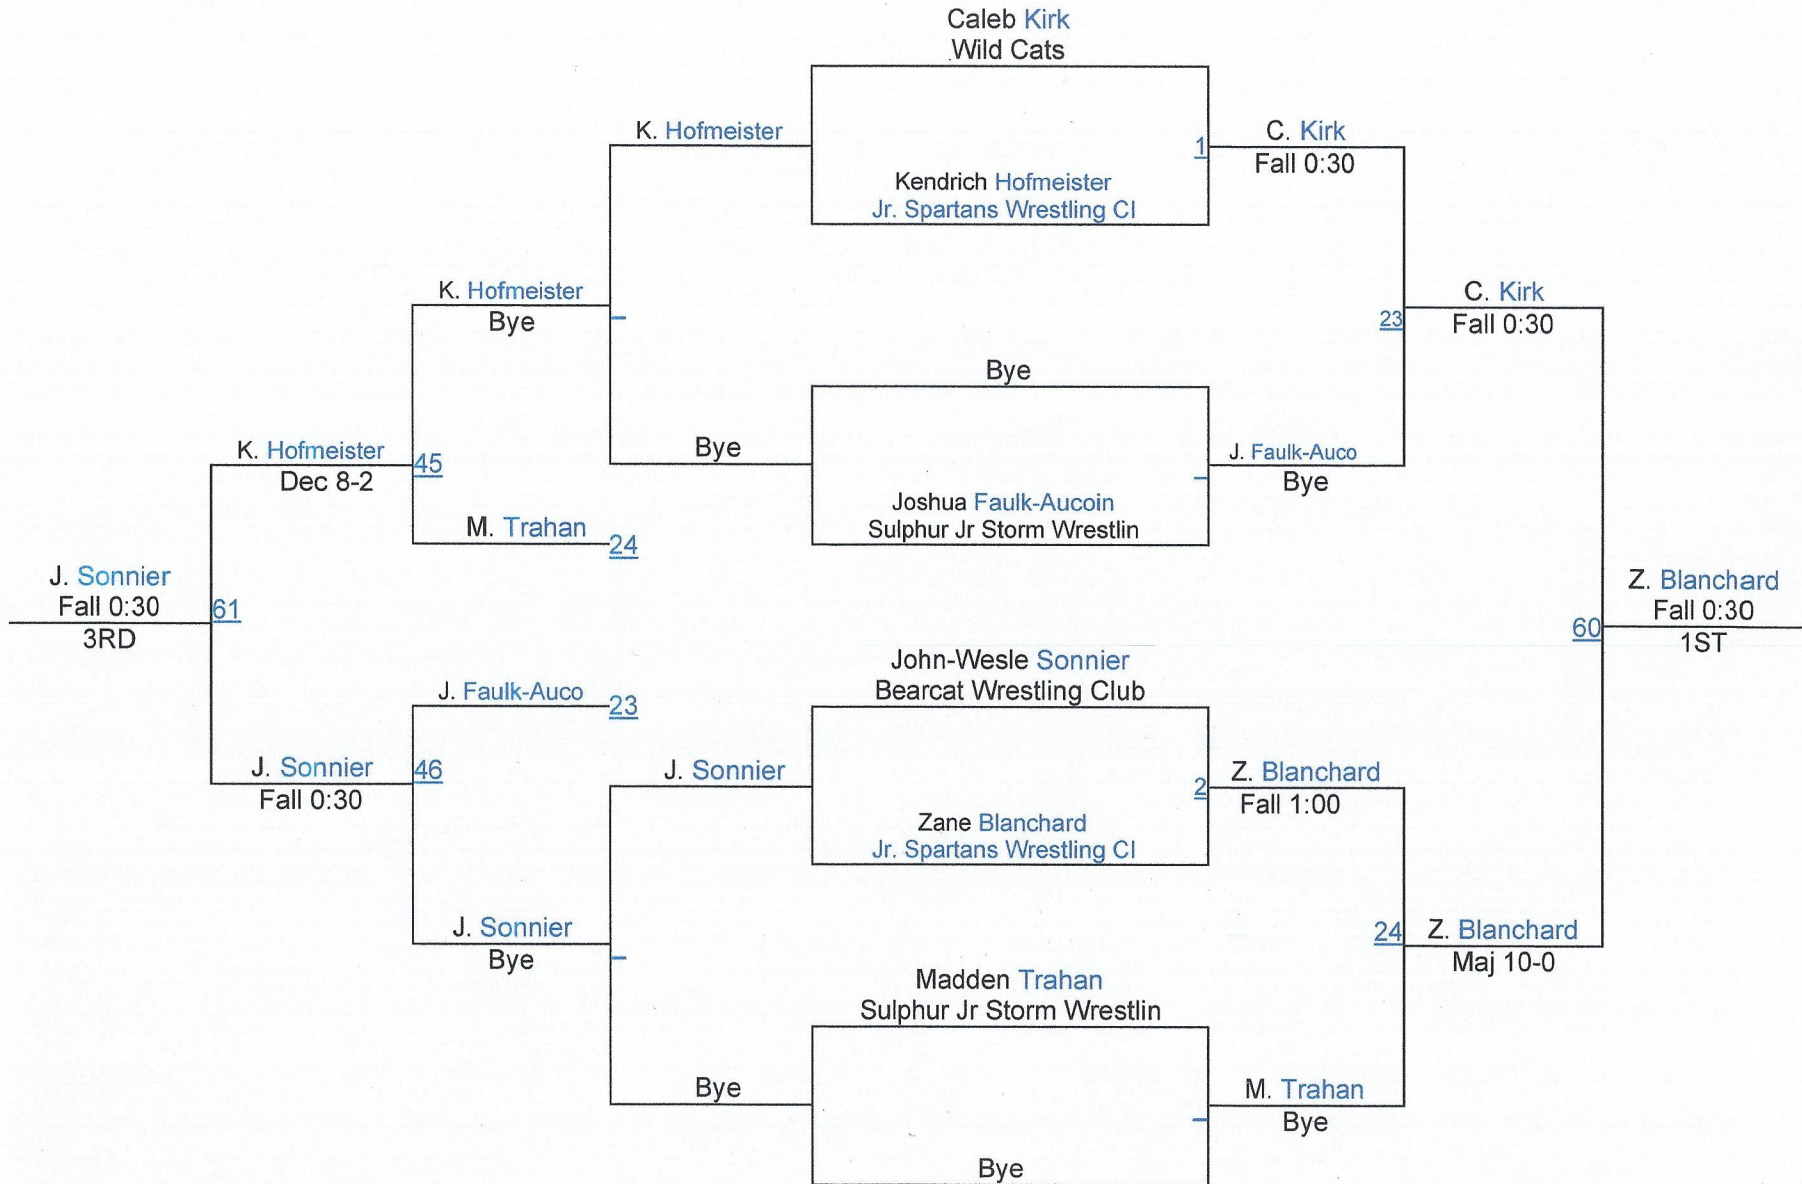 Caleb Kirk
Wild Cats
K. Hofmeister
1
C. Kirk
Fall 0:30
Kendrich Hofmeister
Jr. Spartans Wrestling Cl
K. Hofmeister
Bye
C. Kirk
23
Fall 0:30
Bye
K. Hofmeister
45
Dec 8-2
Bye
J. Faulk-Auco
Bye
Joshua Faulk-Aucoin
Sulphur Jr Storm Wrestlin
M. Trahan
24
J. Sonnier
Fall 0:30
61
3RD
Z. Blanchard
Fall 0:30
60
1ST
John-Wesle Sonnier
Bearcat Wrestling Club
J. Faulk-Auco
23
J. Sonnier
46
Fall 0:30
J. Sonnier
2
Z. Blanchard
Fall 1:00
Zane Blanchard
Jr. Spartans Wrestling Cl
J. Sonnier
Bye
24
Z. Blanchard
Maj 10-0
Madden Trahan
Sulphur Jr Storm Wrestlin
Bye
M. Trahan
Bye
Bye